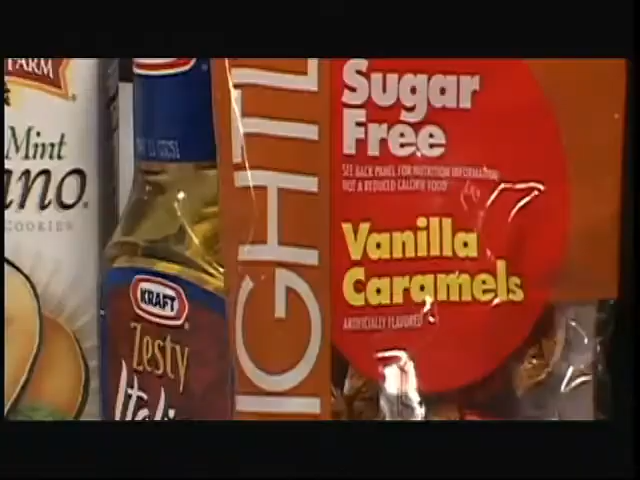 FARM
Mint
ano.
COOKIES
KRAFT
Zesty
Itali
IGHTL
Sugar
Free
SEE BACK PANEL FOR NUTRITION INFORMATION
NOT A REDUCED CALORIE FOOD
Vanilla
Caramels
ARTIFICIALLY FLAVORED